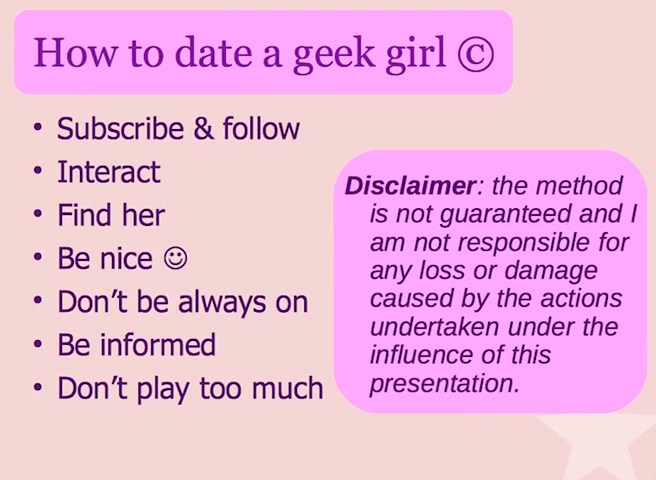 How to date a geek girl ©
• Subscribe & follow
• Interact
• Find her
• Be nice ☺
• Don't be always on
• Be informed
• Don't play too much
Disclaimer: the method
is not guaranteed and I
am not responsible for
any loss or damage
caused by the actions
undertaken under the
influence of this
presentation.